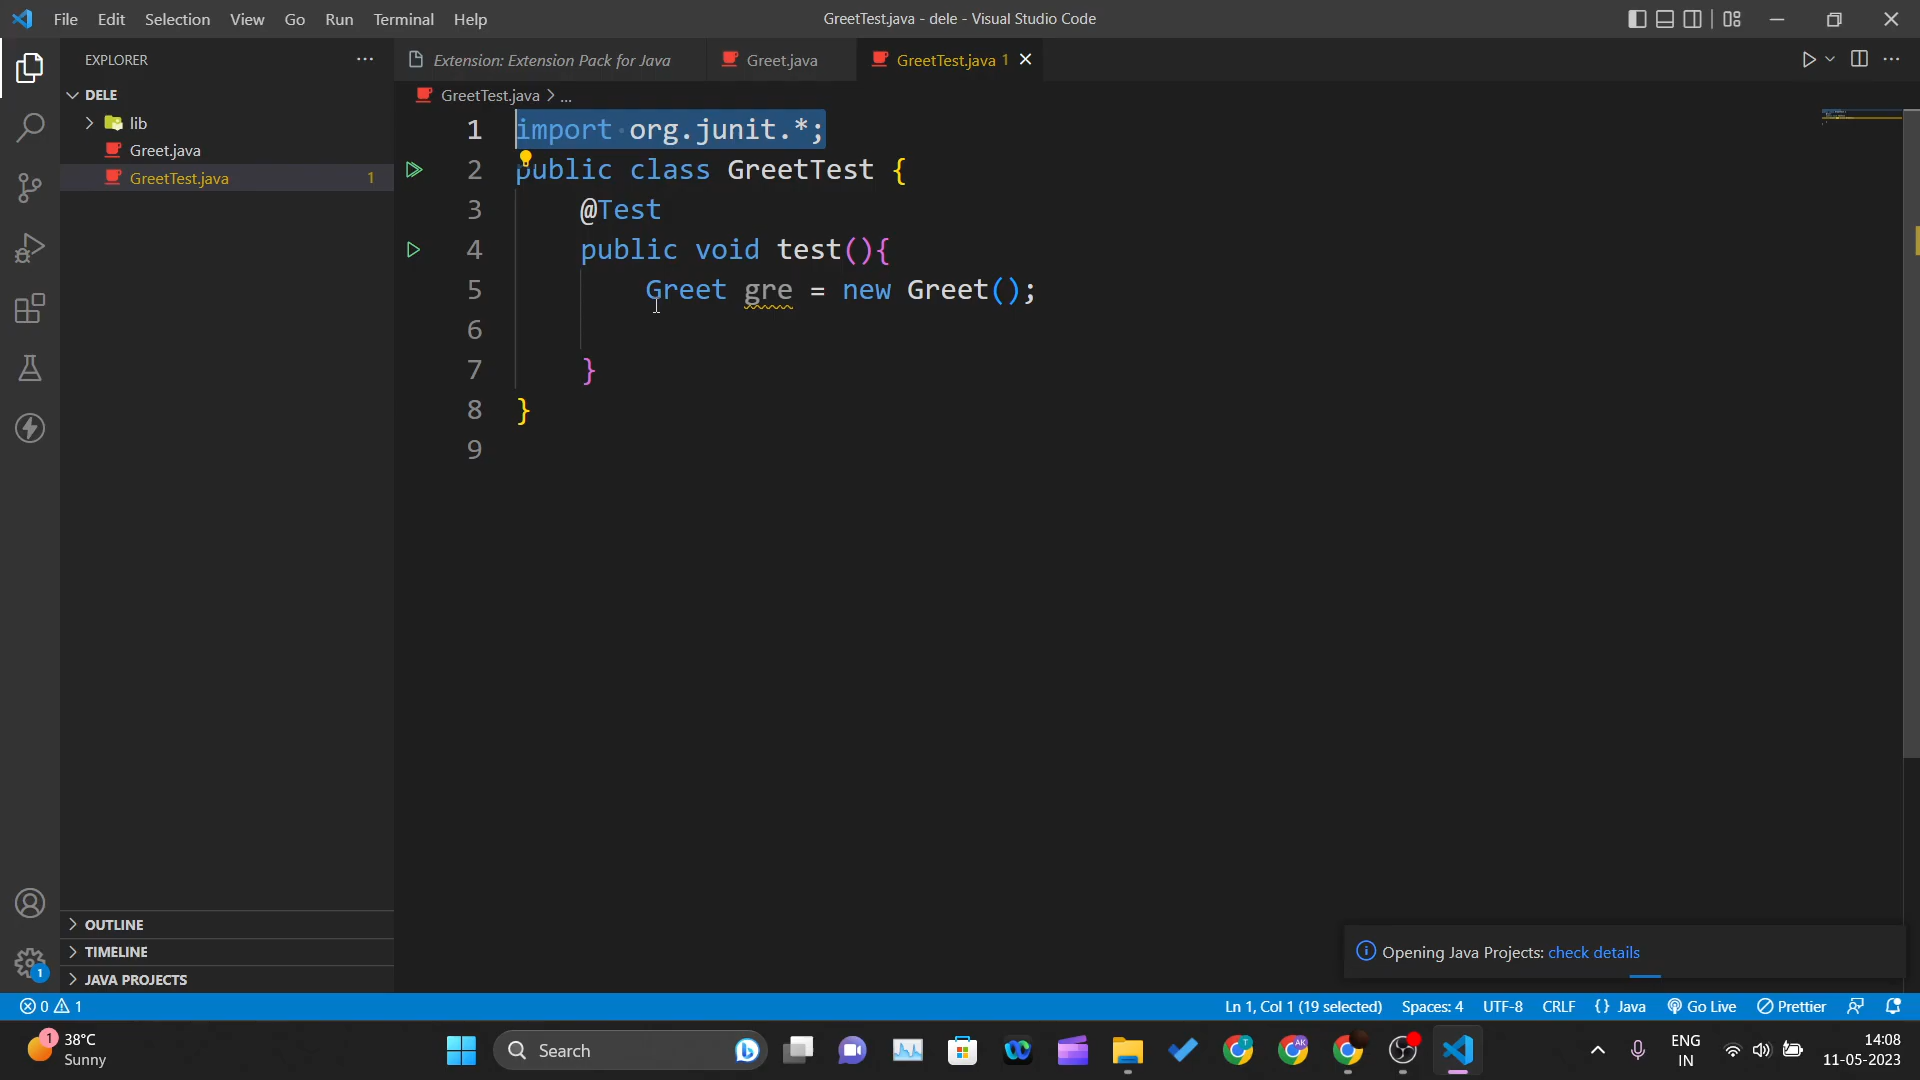 File Edit Selection View Go Run Terminal Help
GreetTest.java - dele - Visual Studio Code
EXPLORER
Extension: Extension Pack for Java
Greet.java
GreetTest.java 1
DELE
lib
Greet.java
GreetTest.java 1
GreetTest.java > ...
1 import org.junit.*;
2 public class GreetTest {
3 @Test
4 public void test(){
5 Greet gre = new Greet();
6
7 }
8 }
9
OUTLINE
TIMELINE
JAVA PROJECTS
1
Opening Java Projects: check details
0 1
Ln 1, Col 1 (19 selected) Spaces: 4 UTF-8 CRLF {} Java Go Live Prettier
1
38°C
Sunny
Search
T
AK
ENG
IN
14:08
11-05-2023